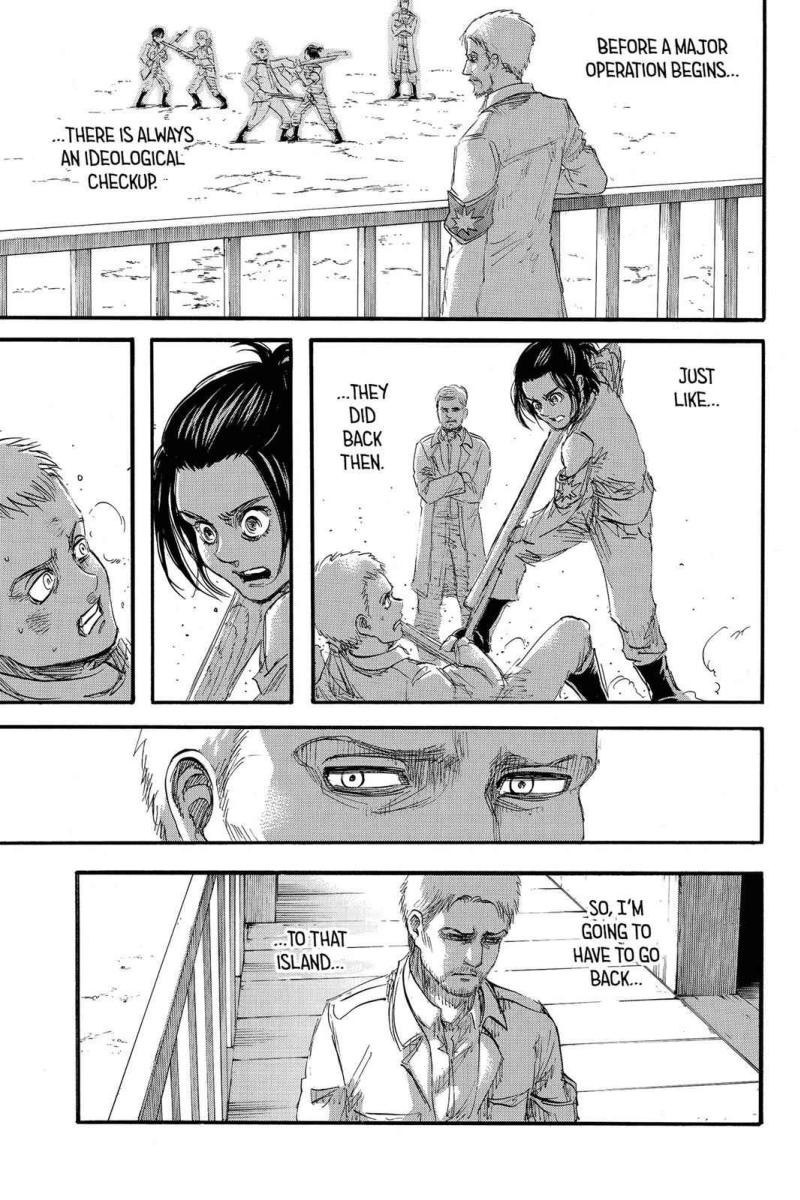 BEFORE A MAJOR
OPERATION BEGINS...
...THERE IS ALWAYS
AN IDEOLOGICAL
CHECKUP.
JUST
LIKE...
...THEY
DID
BACK
THEN.
SO, I'M
GOING TO
HAVE TO GO
BACK...
...TO THAT
ISLAND...